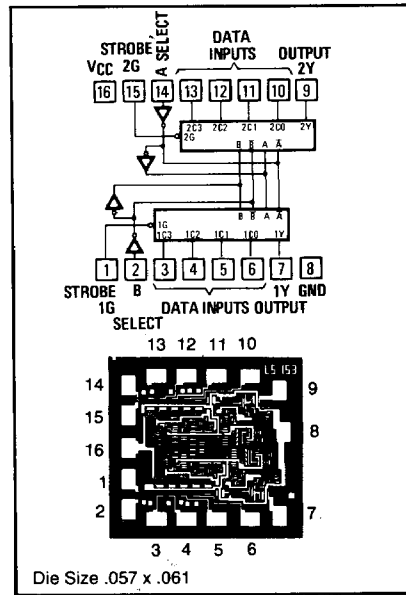 STROBE
2G
A SELECT
DATA
INPUTS
OUTPUT
2Y
VCC
16 15 14 13 12 11 10 9
2C3 2C2 2C1 2C0 2Y
2G
B B̅ A A̅
B B̅ A A̅
1G
1C3 1C2 1C1 1C0 1Y
1 2 3 4 5 6 7 8
STROBE
1G
B
SELECT
DATA INPUTS
OUTPUT
1Y
GND
13 12 11 10
LS 153
14
15
16
1
2
9
8
7
3 4 5 6
Die Size .057 x .061